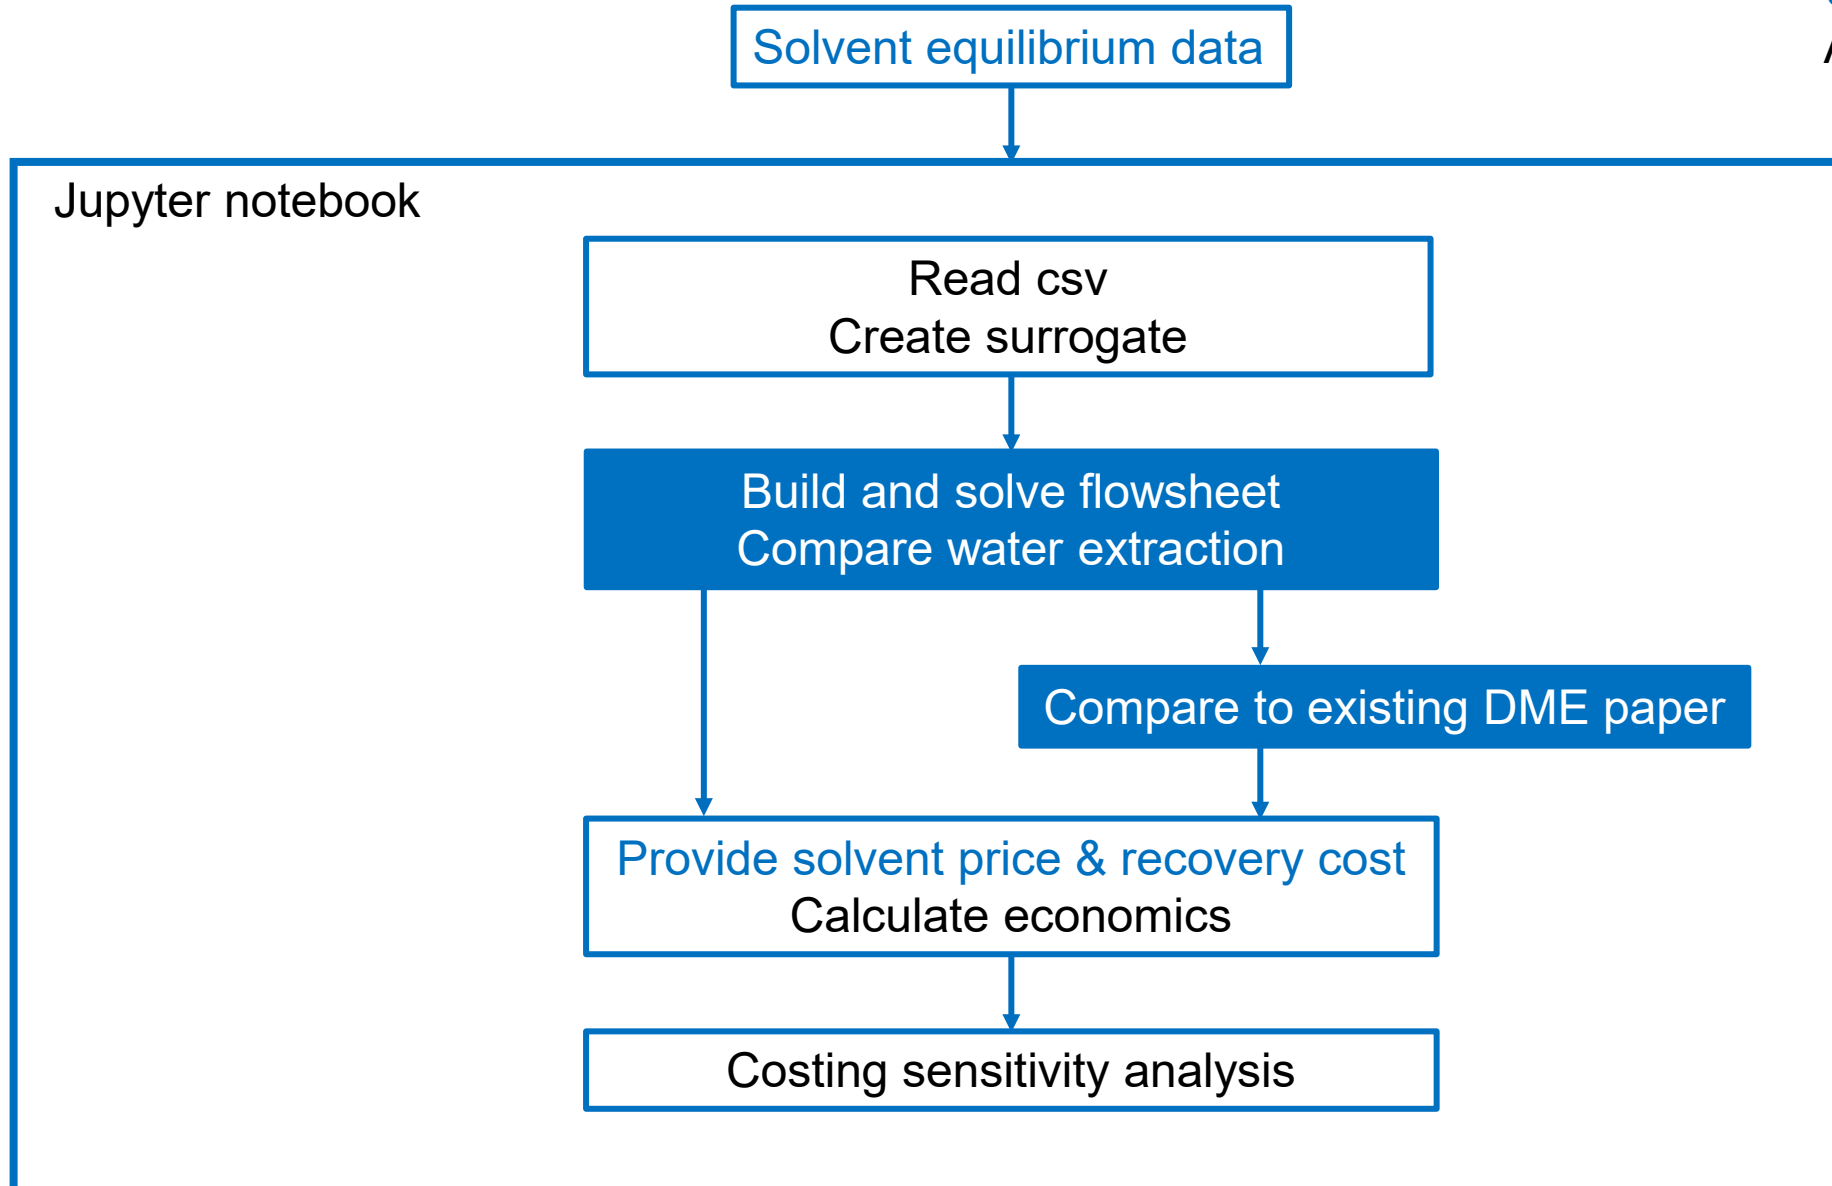 Solvent equilibrium data
Jupyter notebook
Read csv
Create surrogate
Build and solve flowsheet
Compare water extraction
Compare to existing DME paper
Provide solvent price & recovery cost
Calculate economics
Costing sensitivity analysis